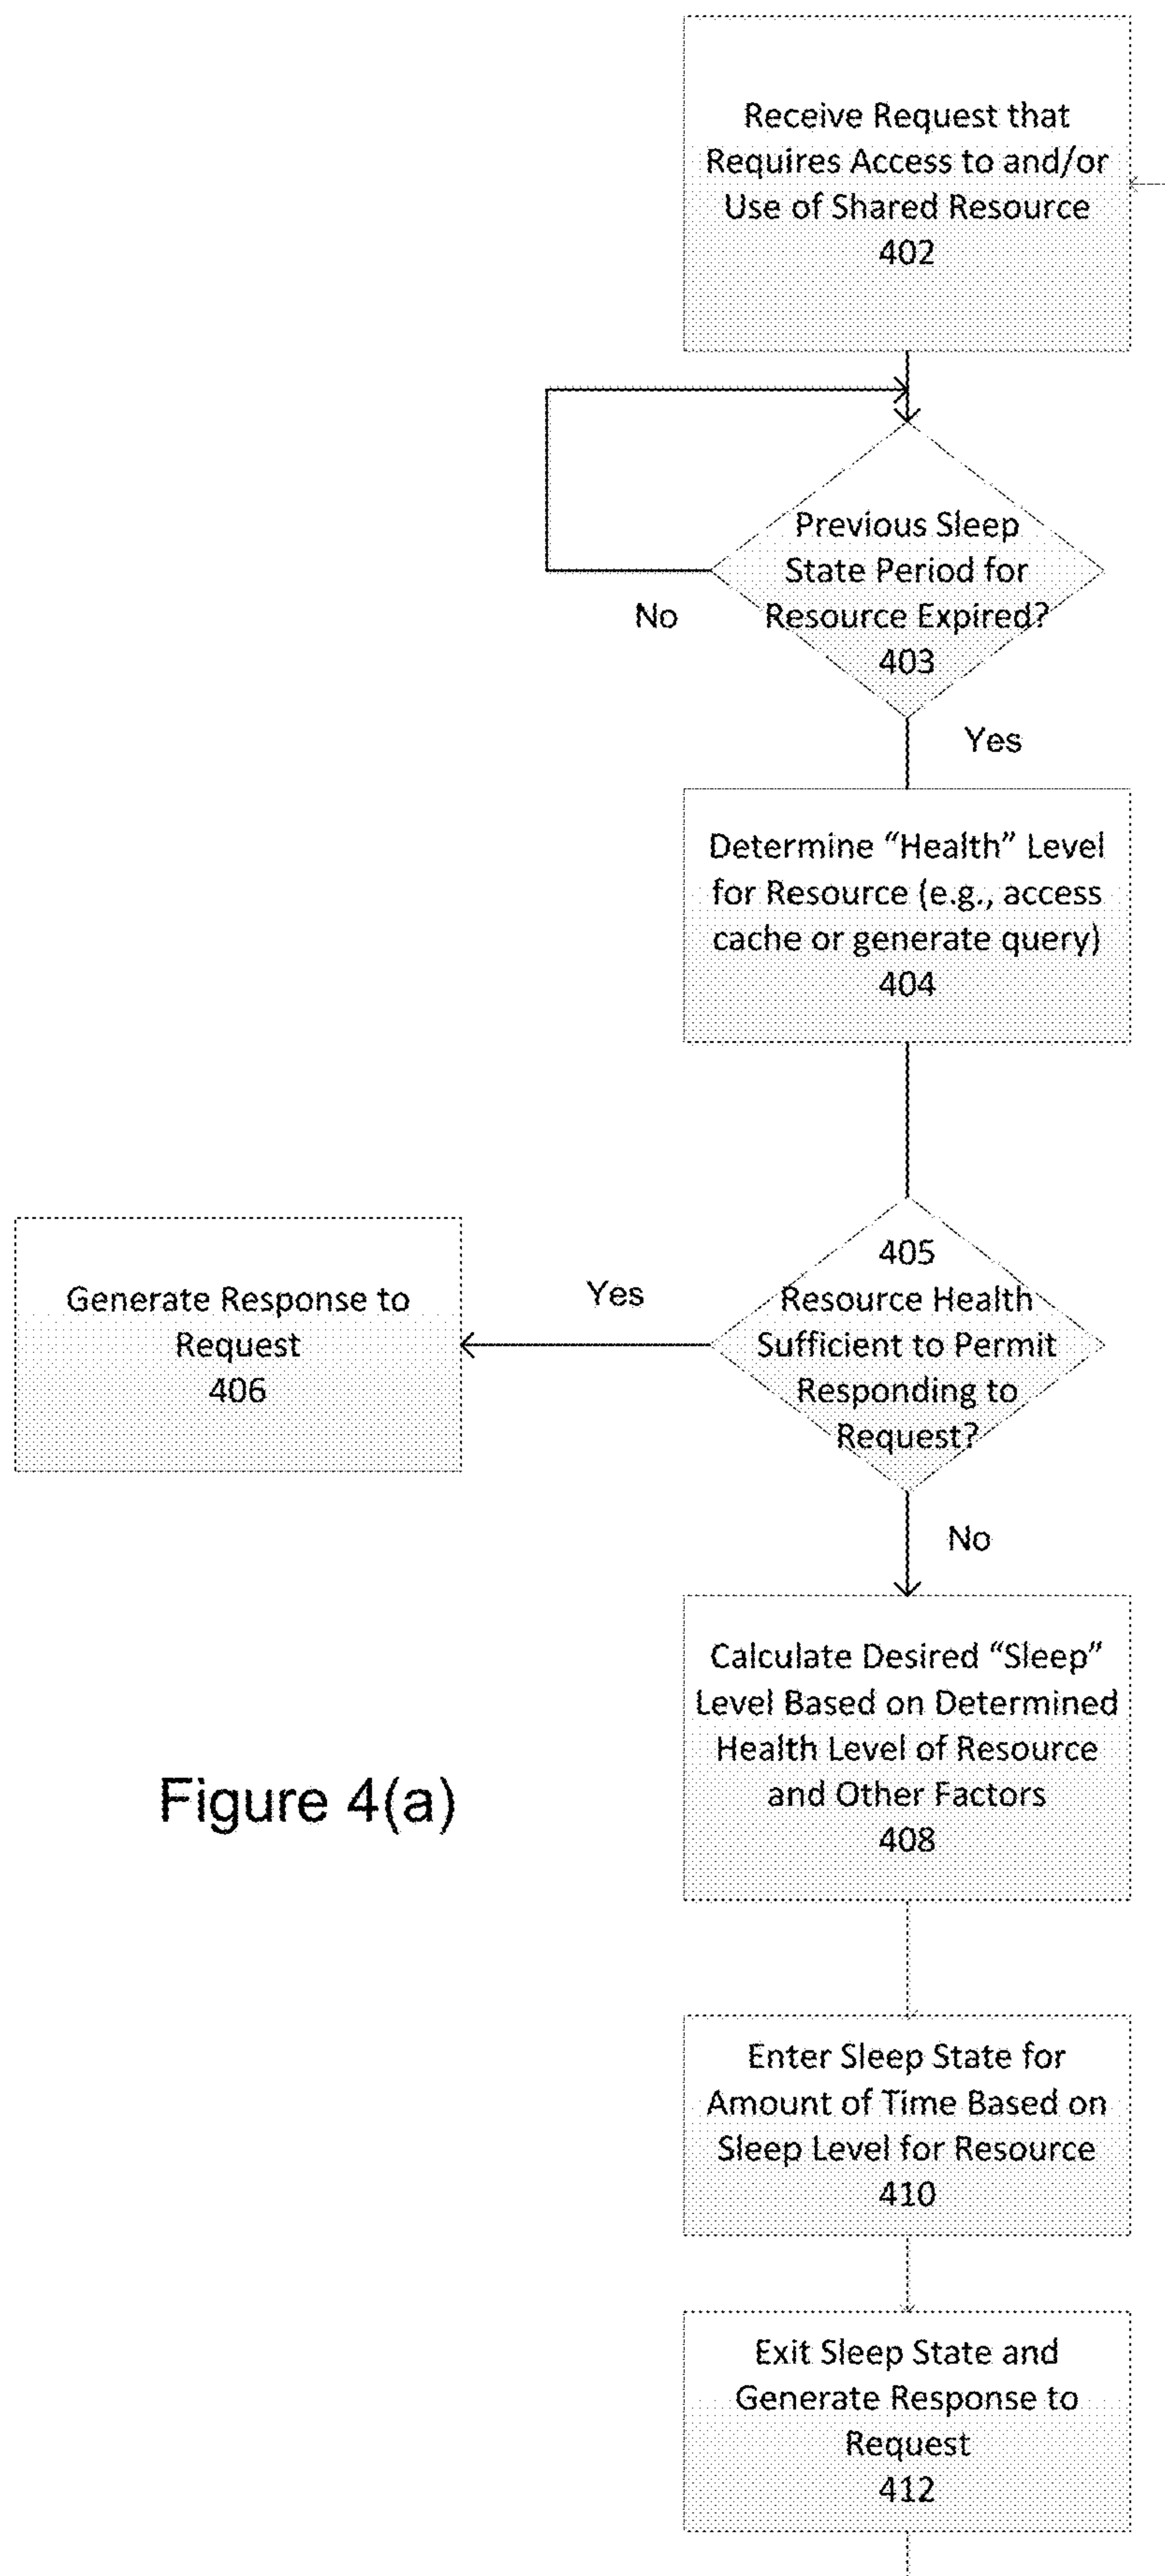 Receive Request that
Requires Access to and/or
Use of Shared Resource
402
Previous Sleep
State Period for
Resource Expired?
403
No
Yes
Determine “Health” Level
for Resource (e.g., access
cache or generate query)
404
405
Resource Health
Sufficient to Permit
Responding to
Request?
Yes
Generate Response to
Request
406
No
Calculate Desired “Sleep”
Level Based on Determined
Health Level of Resource
and Other Factors
408
Figure 4(a)
Enter Sleep State for
Amount of Time Based on
Sleep Level for Resource
410
Exit Sleep State and
Generate Response to
Request
412